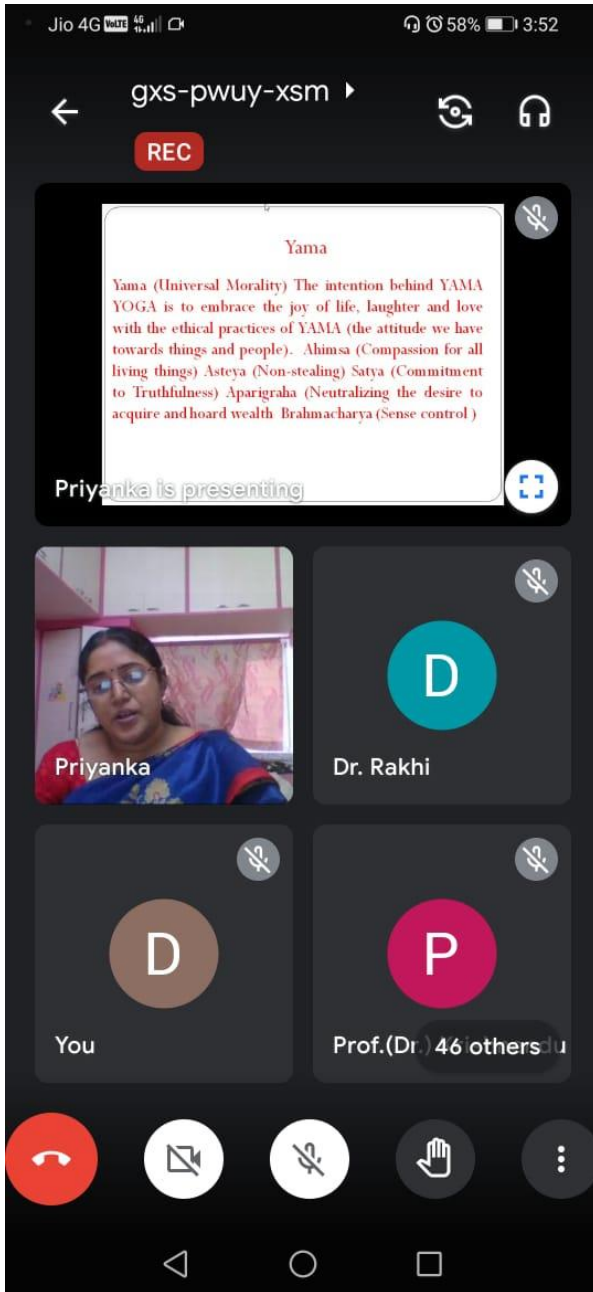 Jio 4G VoLTE 4G 58% 3:52
gxs-pwuy-xsm
REC
Yama
Yama (Universal Morality) The intention behind YAMA
YOGA is to embrace the joy of life, laughter and love
with the ethical practices of YAMA (the attitude we have
towards things and people). Ahimsa (Compassion for all
living things) Asteya (Non-stealing) Satya (Commitment
to Truthfulness) Aparigraha (Neutralizing the desire to
acquire and hoard wealth Brahmacharya (Sense control )
Priyanka is presenting
Priyanka
D
Dr. Rakhi
D
You
P
Prof.(Dr.)
46 others